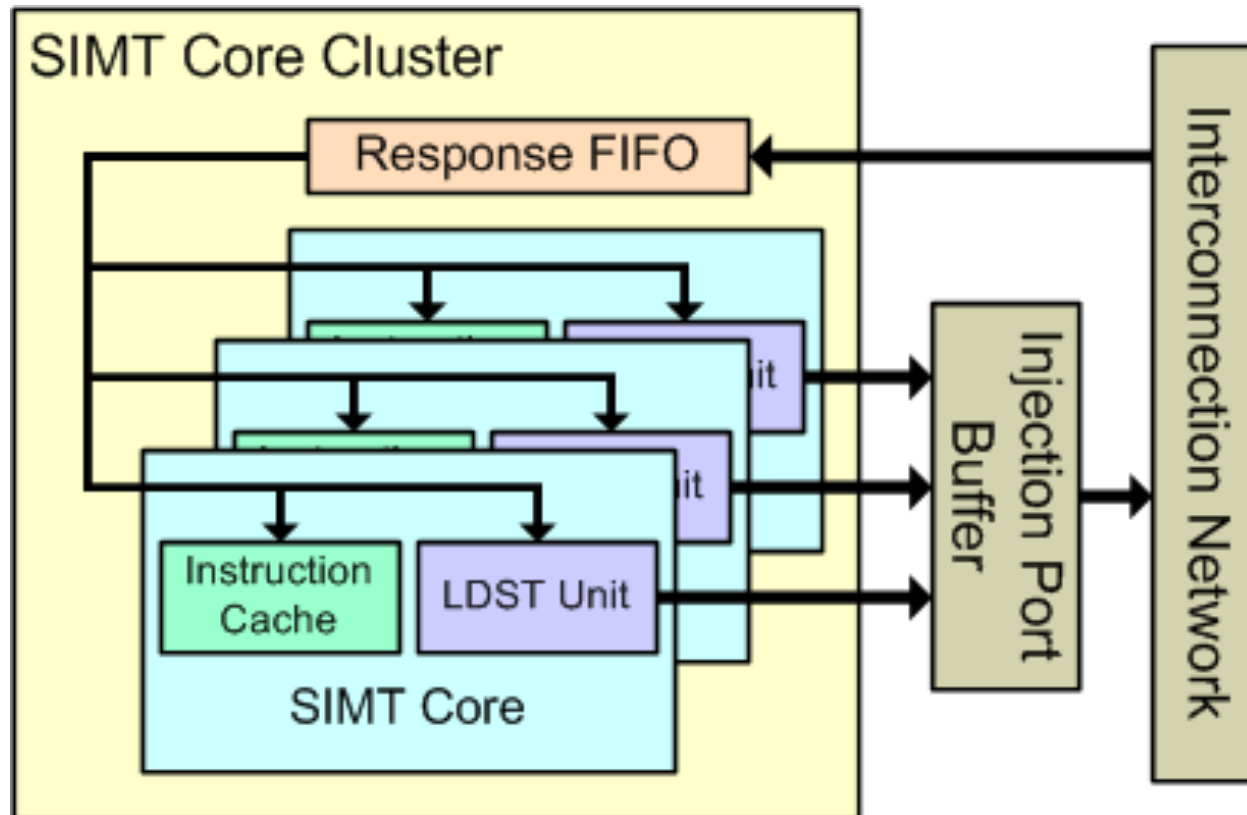 SIMT Core Cluster
Response FIFO
Instruction
Cache
LDST Unit
SIMT Core
Injection Port
Buffer
Interconnection Network